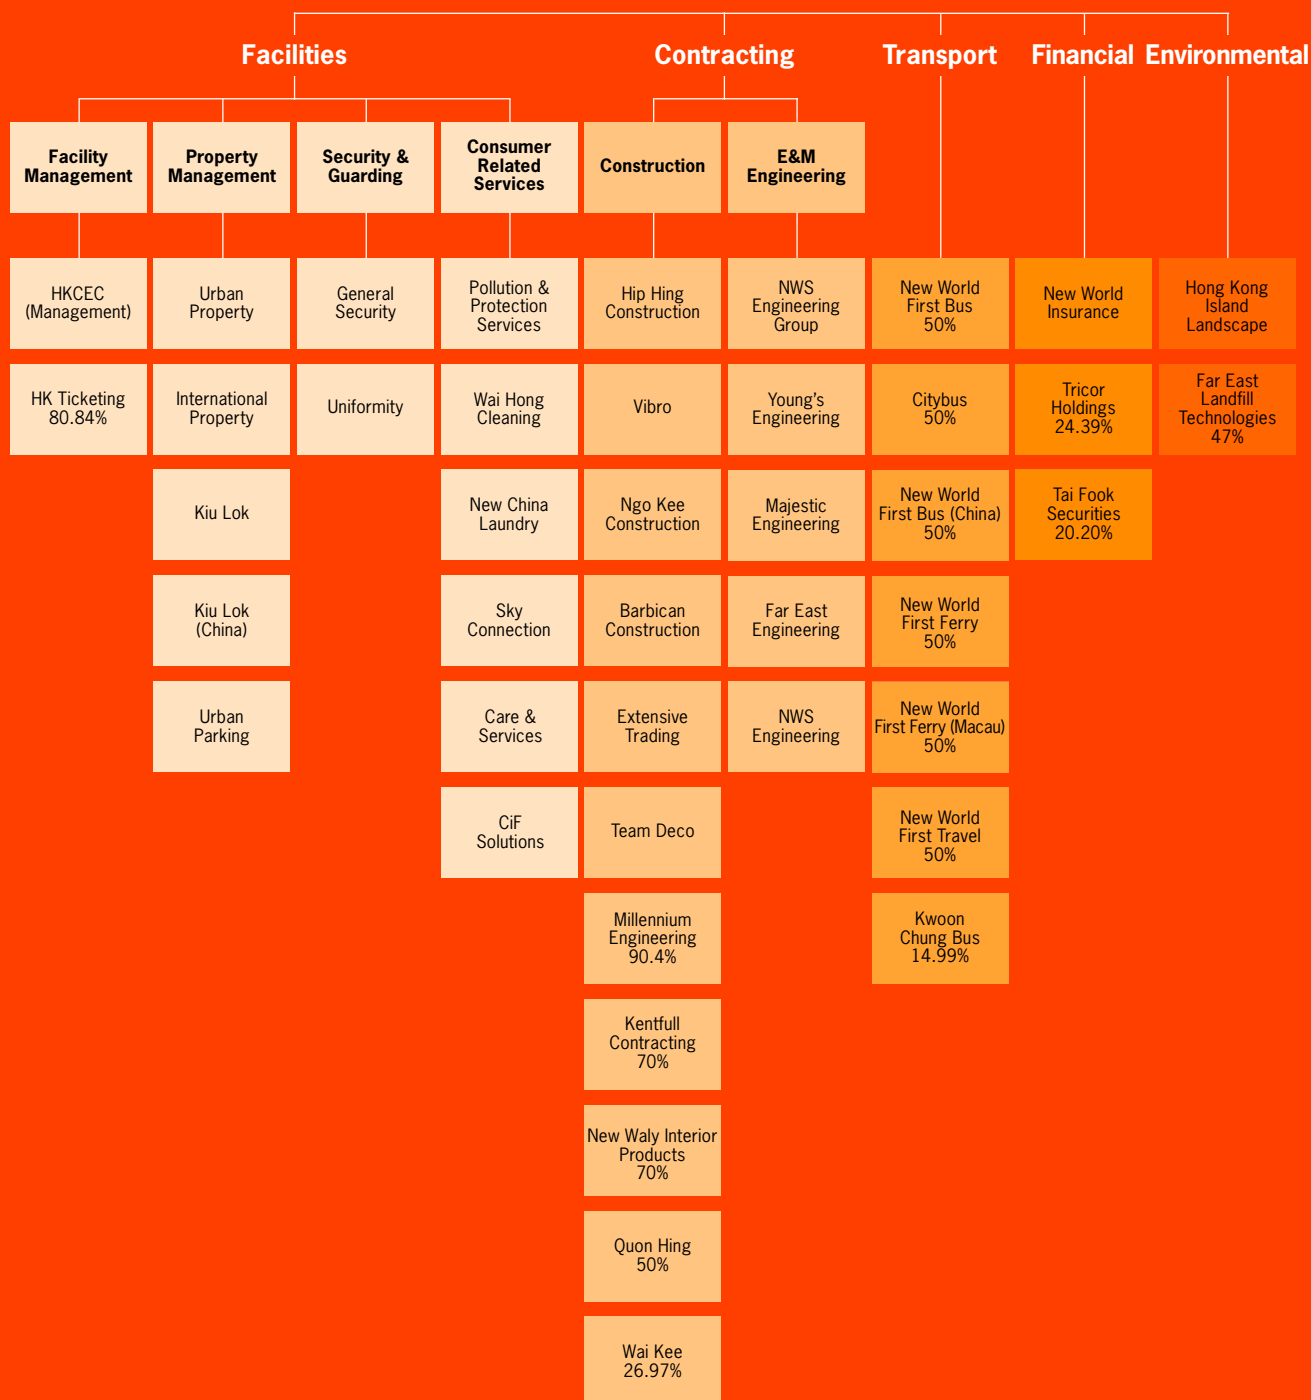 Facilities
Contracting
Transport
Financial
Environmental
Facility
Management
Property
Management
Security &
Guarding
Consumer
Related
Services
Construction
E&M
Engineering
HKCEC
(Management)
Urban
Property
General
Security
Pollution &
Protection
Services
Hip Hing
Construction
NWS
Engineering
Group
New World
First Bus
50%
New World
Insurance
Hong Kong
Island
Landscape
HK Ticketing
80.84%
International
Property
Uniformity
Wai Hong
Cleaning
Vibro
Young's
Engineering
Citybus
50%
Tricor
Holdings
24.39%
Far East
Landfill
Technologies
47%
Kiu Lok
New China
Laundry
Ngo Kee
Construction
Majestic
Engineering
New World
First Bus (China)
50%
Tai Fook
Securities
20.20%
Kiu Lok
(China)
Sky
Connection
Barbican
Construction
Far East
Engineering
New World
First Ferry
50%
Urban
Parking
Care &
Services
Extensive
Trading
NWS
Engineering
New World
First Ferry (Macau)
50%
CiF
Solutions
Team Deco
New World
First Travel
50%
Millennium
Engineering
90.4%
Kwoon
Chung Bus
14.99%
Kentfull
Contracting
70%
New Waly Interior
Products
70%
Quon Hing
50%
Wai Kee
26.97%